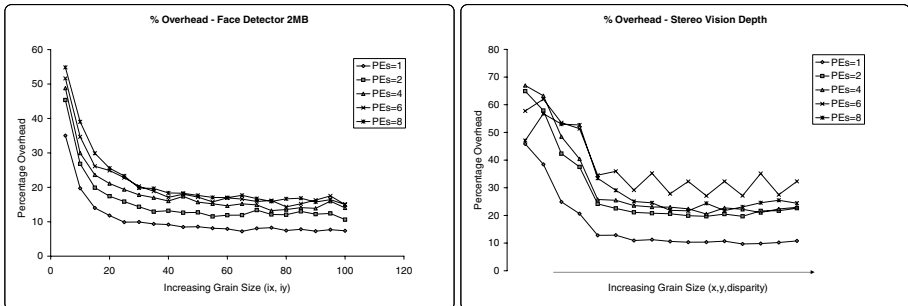 % Overhead - Face Detector 2MB
60
50
40
30
20
10
0
Percentage Overhead
0 20 40 60 80 100 120
Increasing Grain Size (ix, iy)
PEs=1
PEs=2
PEs=4
PEs=6
PEs=8
% Overhead - Stereo Vision Depth
80
70
60
50
40
30
20
10
0
Percentage Overhead
Increasing Grain Size (x,y,disparity)
PEs=1
PEs=2
PEs=4
PEs=6
PEs=8